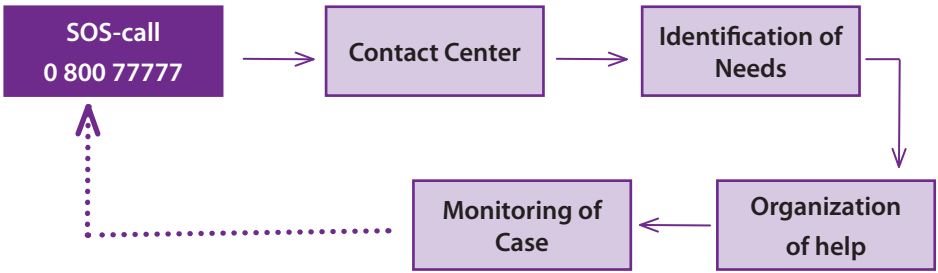 SOS-call
0 800 77777
Contact Center
Identification of
Needs
Organization
of help
Monitoring of
Case